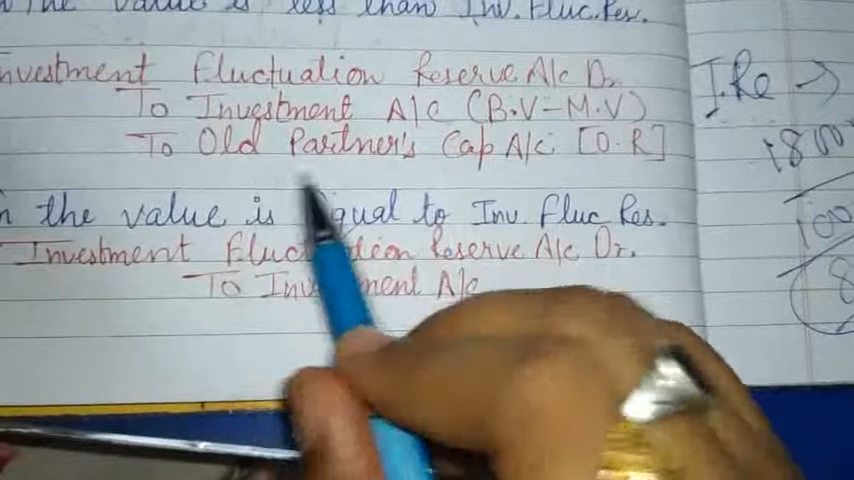 the value is less than Inv. Fluc. Res.
Investment Fluctuation Reserve A/c Dr.
To Investment A/c (B.V-M.V)
To Old Partner's Cap A/c. [O.R]
the value is Equal to Inv. Fluc Res.
Investment Fluctuation Reserve A/c Dr.
To Investment A/c
I.Re →
1800
100
8